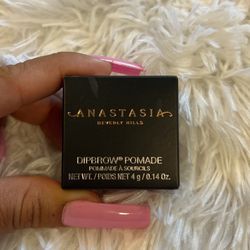 ANASTASIA
BEVERLY HILLS
DIPBROW® POMADE
POMMADE À SOURCILS
NET WT. / POIDS NET 4 g / 0.14 Oz.